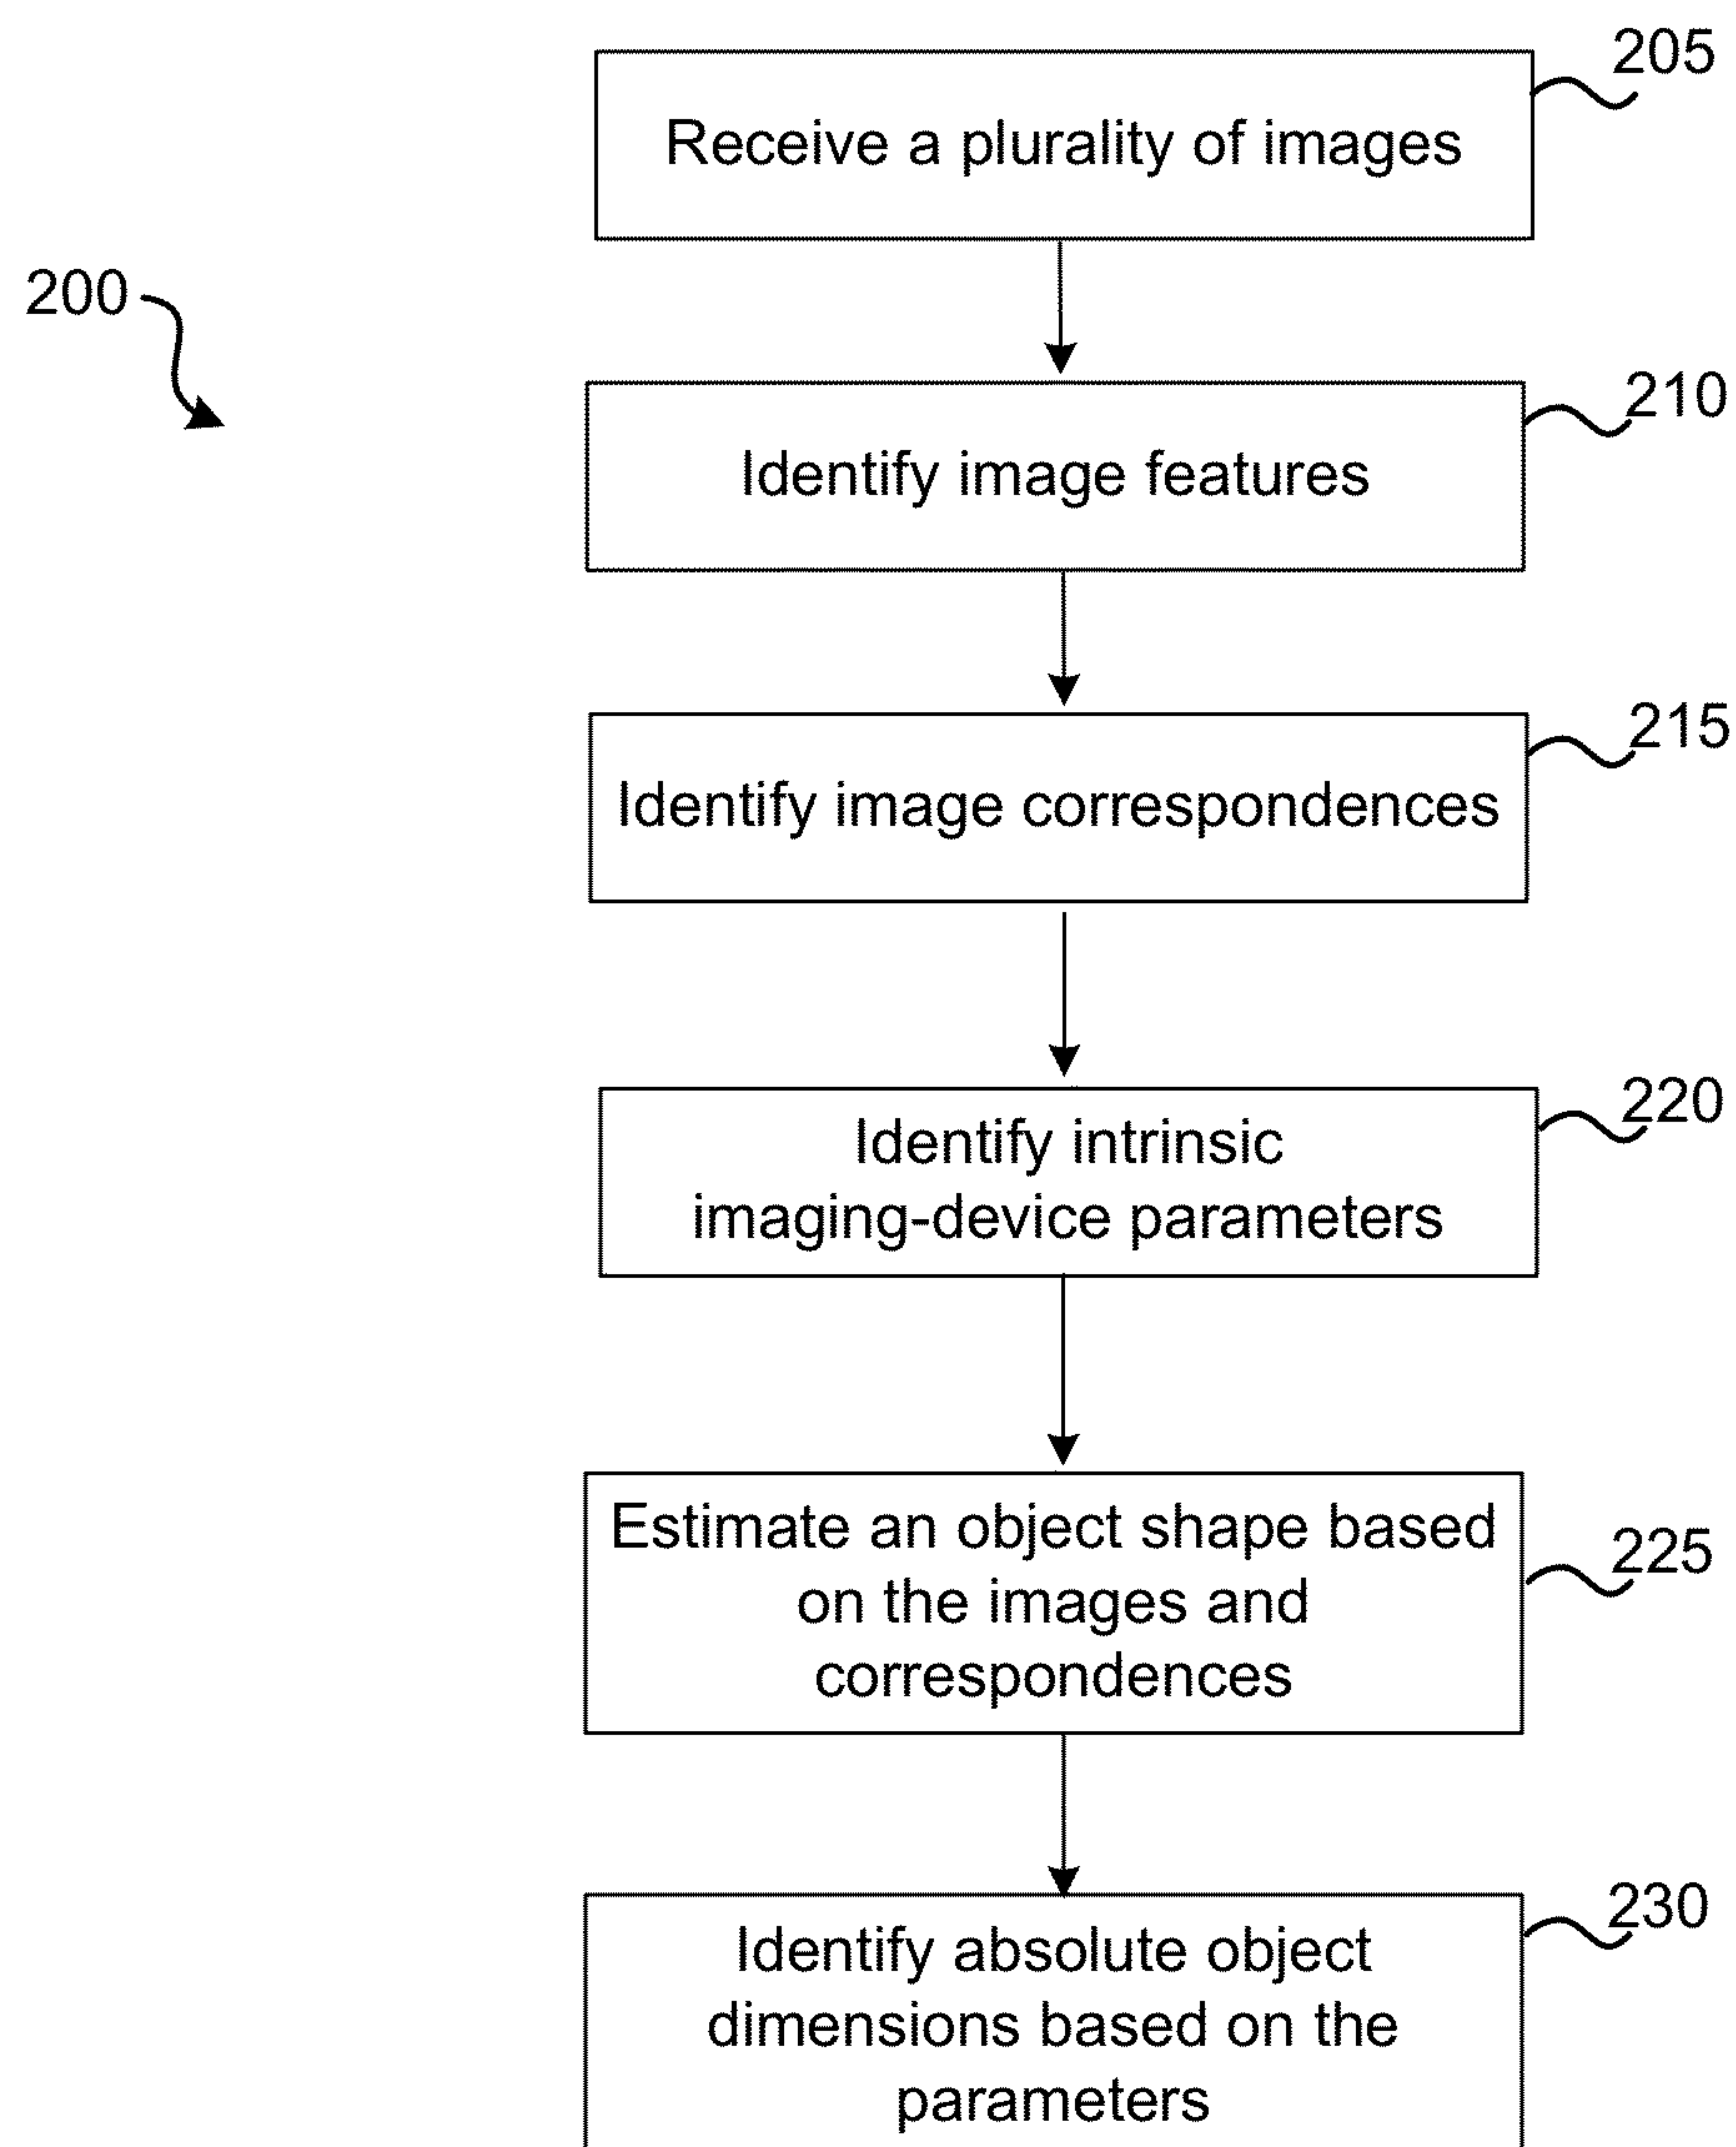 205
Receive a plurality of images
200
210
Identify image features
215
Identify image correspondences
220
Identify intrinsic
imaging-device parameters
225
Estimate an object shape based
on the images and
correspondences
230
Identify absolute object
dimensions based on the
parameters